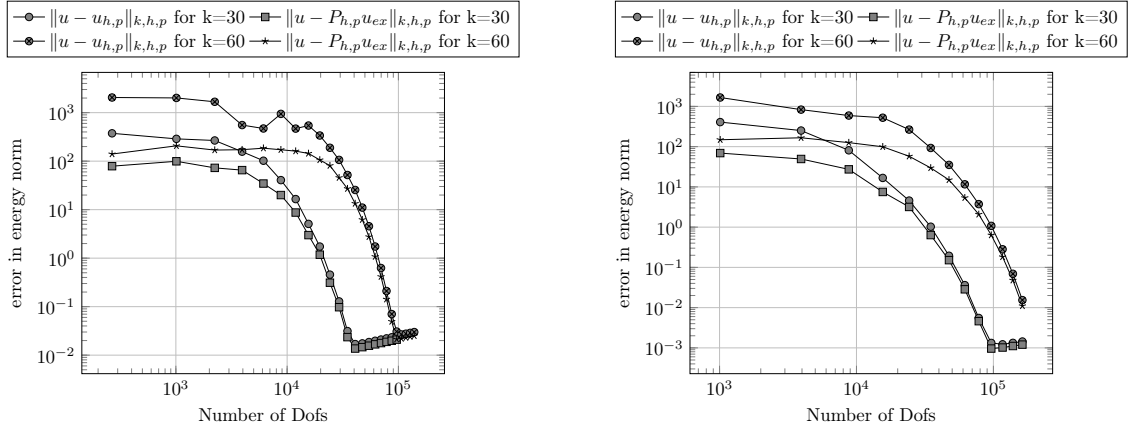 ‖u − u_{h,p}‖_{k,h,p} for k=30 ‖u − P_{h,p}u_{ex}‖_{k,h,p} for k=30
‖u − u_{h,p}‖_{k,h,p} for k=60 ‖u − P_{h,p}u_{ex}‖_{k,h,p} for k=60
error in energy norm
10^3
10^2
10^1
10^0
10^{−1}
10^{−2}
10^3 10^4 10^5
Number of Dofs
‖u − u_{h,p}‖_{k,h,p} for k=30 ‖u − P_{h,p}u_{ex}‖_{k,h,p} for k=30
‖u − u_{h,p}‖_{k,h,p} for k=60 ‖u − P_{h,p}u_{ex}‖_{k,h,p} for k=60
error in energy norm
10^3
10^2
10^1
10^0
10^{−1}
10^{−2}
10^{−3}
10^3 10^4 10^5
Number of Dofs